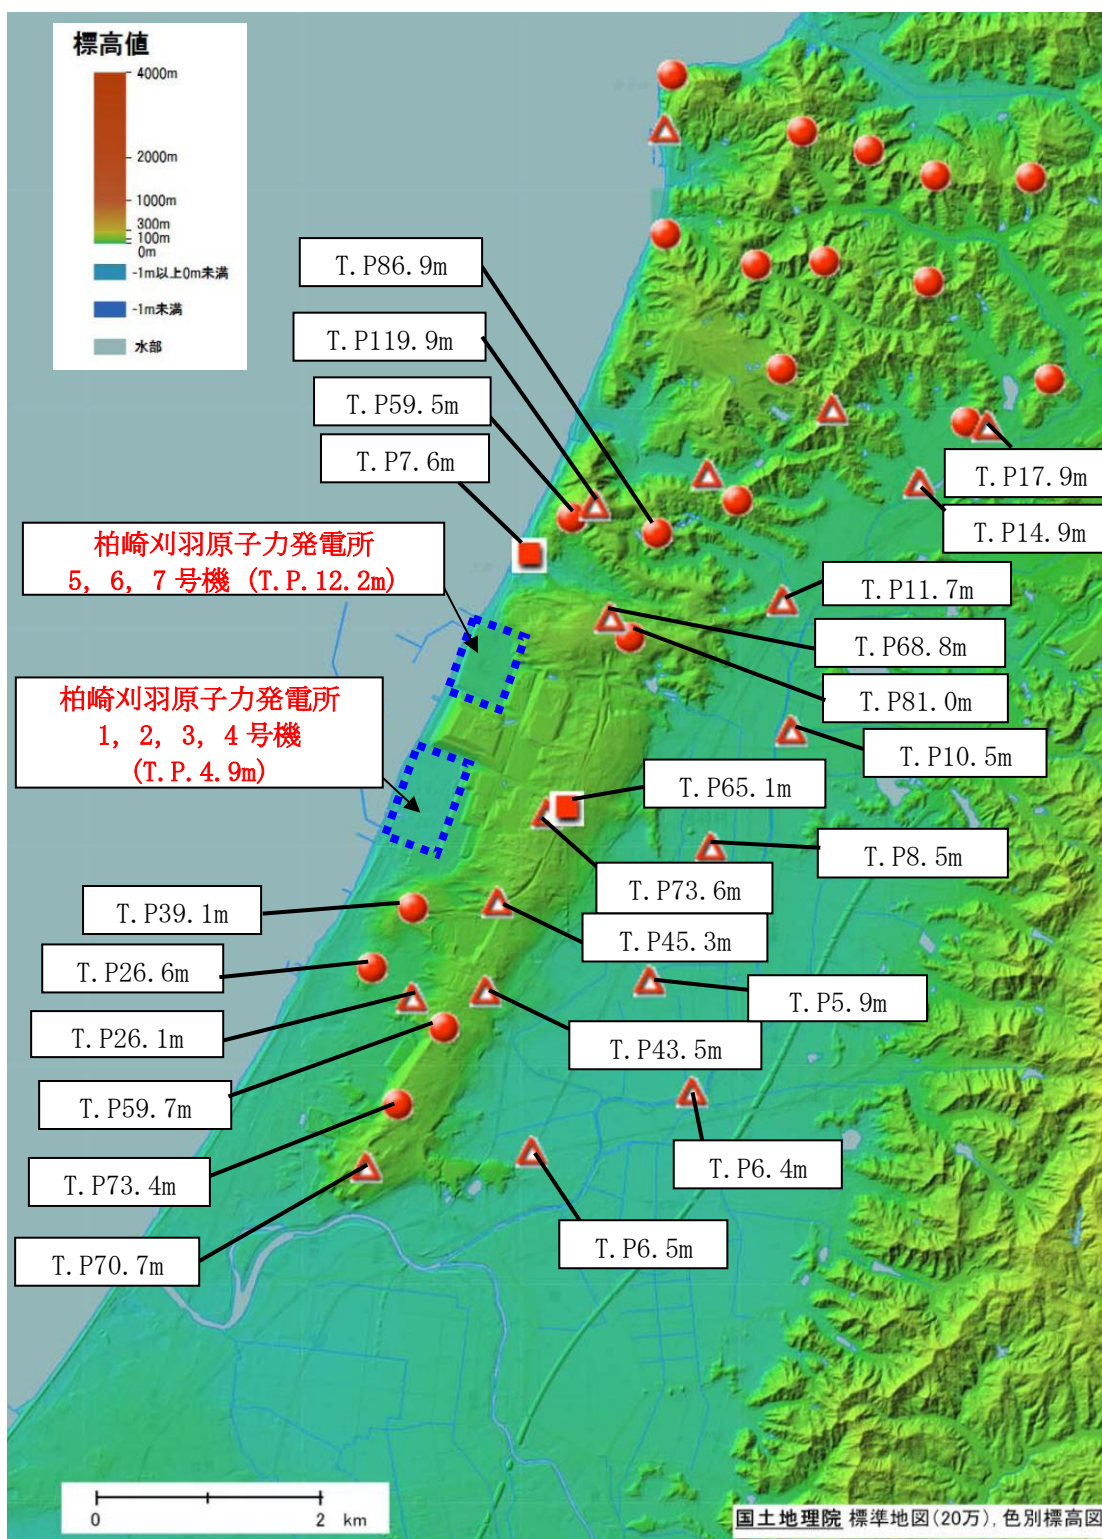 標高値
4000m
2000m
1000m
300m
100m
0m
-1m以上0m未満
-1m未満
水部
T.P86.9m
T.P119.9m
T.P59.5m
T.P7.6m
T.P17.9m
T.P14.9m
柏崎刈羽原子力発電所
5, 6, 7号機 (T.P.12.2m)
T.P11.7m
T.P68.8m
T.P81.0m
柏崎刈羽原子力発電所
1, 2, 3, 4号機
(T.P.4.9m)
T.P10.5m
T.P65.1m
T.P8.5m
T.P73.6m
T.P39.1m
T.P45.3m
T.P26.6m
T.P5.9m
T.P26.1m
T.P43.5m
T.P59.7m
T.P6.4m
T.P73.4m
T.P6.5m
T.P70.7m
0 2 km
国土地理院 標準地図(20万), 色別標高図